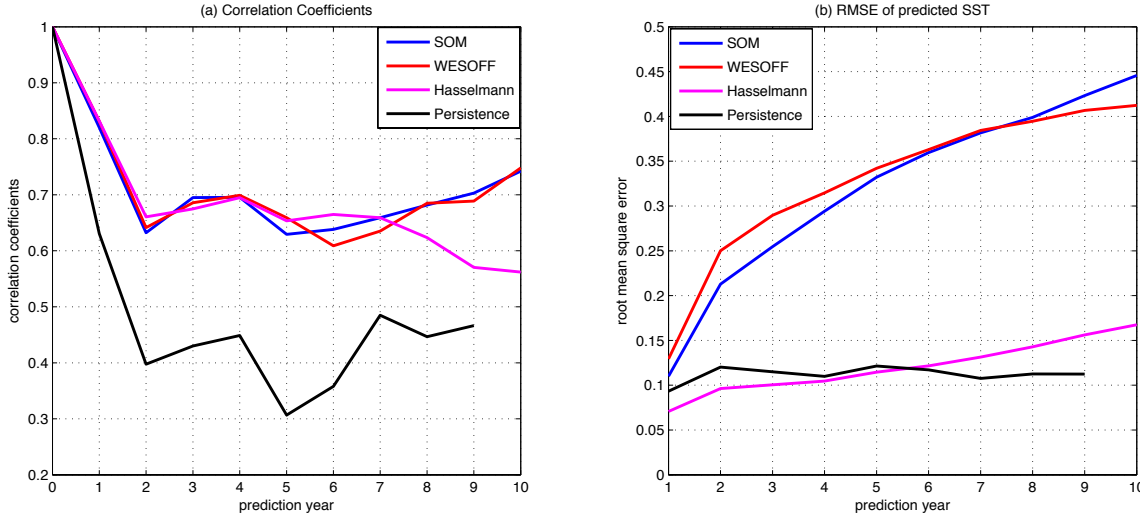 (a) Correlation Coefficients
1
0.9
0.8
0.7
0.6
0.5
0.4
0.3
0.2
correlation coefficients
SOM
WESOFF
Hasselmann
Persistence
0 1 2 3 4 5 6 7 8 9 10
prediction year
(b) RMSE of predicted SST
0.5
0.45
0.4
0.35
0.3
0.25
0.2
0.15
0.1
0.05
0
root mean square error
SOM
WESOFF
Hasselmann
Persistence
1 2 3 4 5 6 7 8 9 10
prediction year